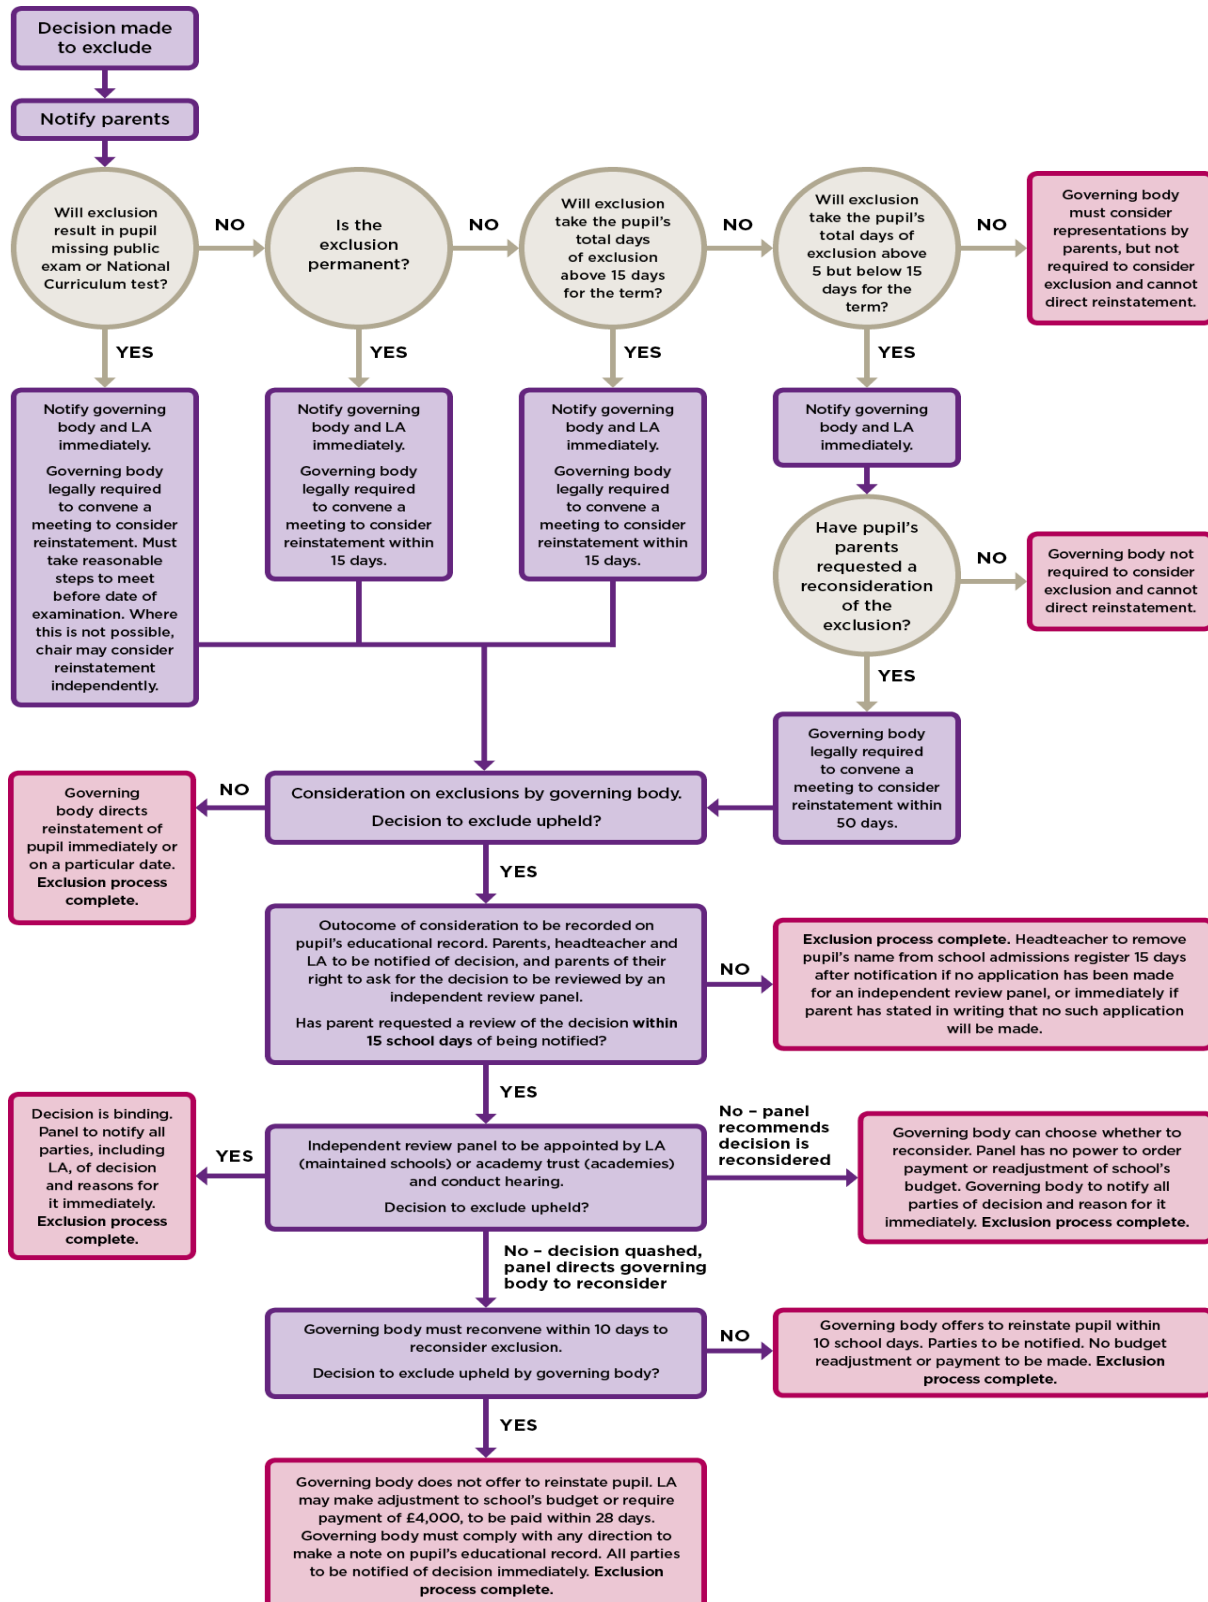 Decision made
to exclude
Notify parents
Will exclusion
result in pupil
missing public
exam or National
Curriculum test?
NO
Is the
exclusion
permanent?
NO
Will exclusion
take the pupil's
total days
of exclusion
above 15 days
for the term?
NO
Will exclusion
take the pupil's
total days of
exclusion above
5 but below 15
days for the
term?
NO
Governing body
must consider
representations by
parents, but not
required to consider
exclusion and cannot
direct reinstatement.
YES
YES
YES
YES
Notify governing
body and LA
immediately.
Governing body
legally required
to convene a
meeting to consider
reinstatement. Must
take reasonable
steps to meet
before date of
examination. Where
this is not possible,
chair may consider
reinstatement
independently.
Notify governing
body and LA
immediately.
Governing body
legally required
to convene a
meeting to consider
reinstatement within
15 days.
Notify governing
body and LA
immediately.
Governing body
legally required
to convene a
meeting to consider
reinstatement within
15 days.
Notify governing
body and LA
immediately.
Have pupil's
parents
requested a
reconsideration
of the
exclusion?
NO
Governing body not
required to consider
exclusion and cannot
direct reinstatement.
YES
Governing body
legally required
to convene a
meeting to consider
reinstatement within
50 days.
Consideration on exclusions by governing body.
Decision to exclude upheld?
NO
Governing
body directs
reinstatement of
pupil immediately or
on a particular date.
Exclusion process
complete.
YES
Outocome of consideration to be recorded on
pupil's educational record. Parents, headteacher and
LA to be notified of decision, and parents of their
right to ask for the decision to be reviewed by an
independent review panel.
Has parent requested a review of the decision within
15 school days of being notified?
NO
Exclusion process complete. Headteacher to remove
pupil's name from school admissions register 15 days
after notification if no application has been made
for an independent review panel, or immediately if
parent has stated in writing that no such application
will be made.
YES
Independent review panel to be appointed by LA
(maintained schools) or academy trust (academies)
and conduct hearing.
Decision to exclude upheld?
YES
Decision is binding.
Panel to notify all
parties, including
LA, of decision
and reasons for
it immediately.
Exclusion process
complete.
No – panel
recommends
decision is
reconsidered
Governing body can choose whether to
reconsider. Panel has no power to order
payment or readjustment of school's
budget. Governing body to notify all
parties of decision and reason for it
immediately. Exclusion process complete.
No – decision quashed,
panel directs governing
body to reconsider
Governing body must reconvene within 10 days to
reconsider exclusion.
Decision to exclude upheld by governing body?
NO
Governing body offers to reinstate pupil within
10 school days. Parties to be notified. No budget
readjustment or payment to be made. Exclusion
process complete.
YES
Governing body does not offer to reinstate pupil. LA
may make adjustment to school's budget or require
payment of £4,000, to be paid within 28 days.
Governing body must comply with any direction to
make a note on pupil's educational record. All parties
to be notified of decision immediately. Exclusion
process complete.